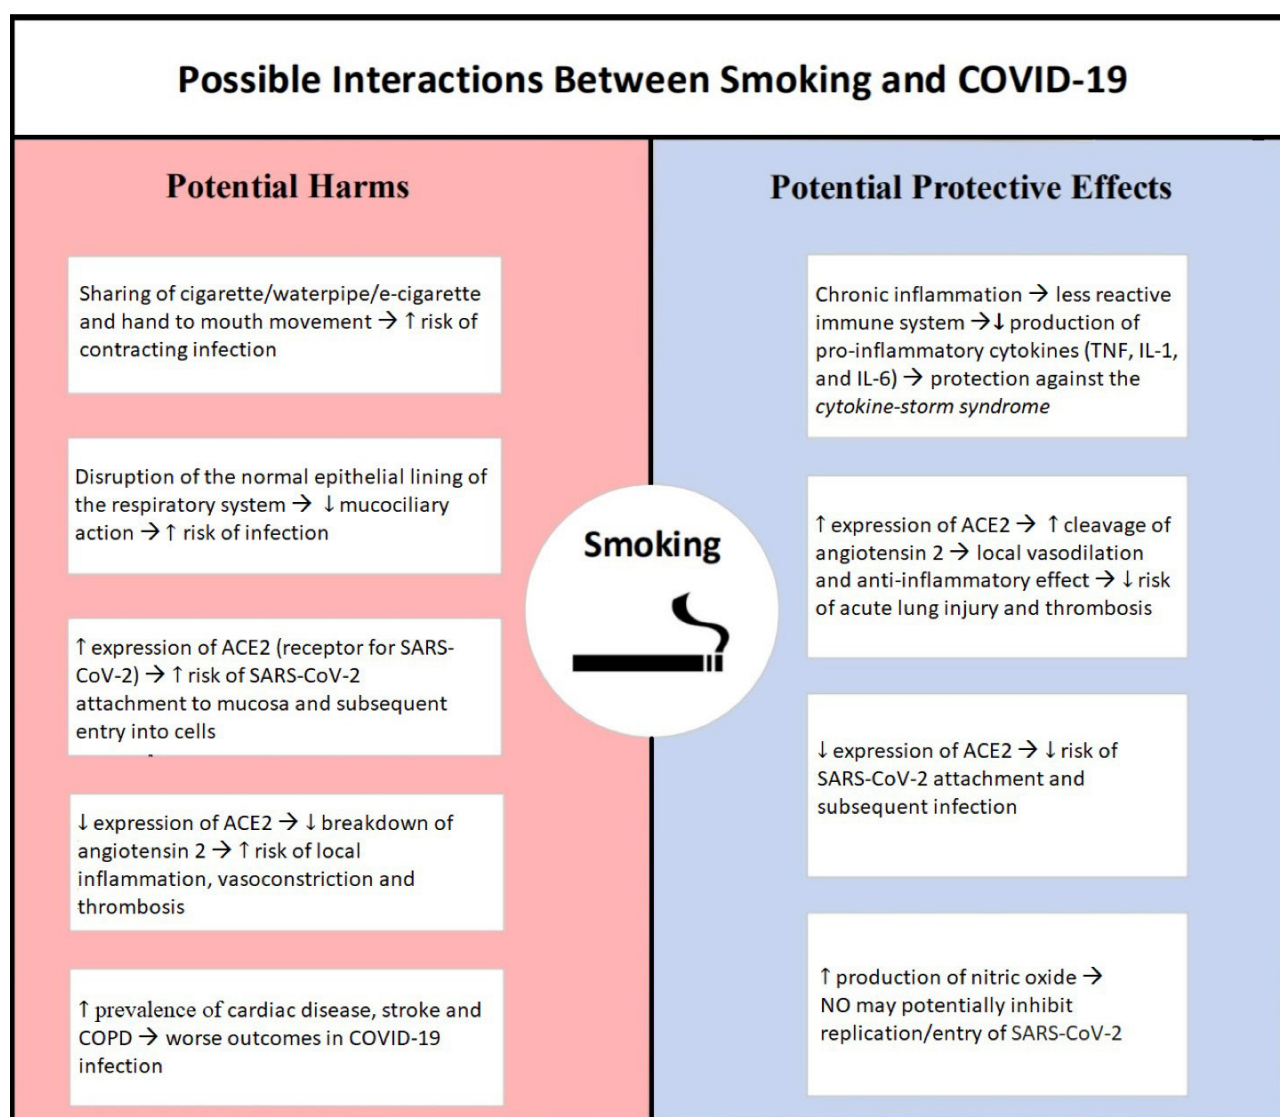 Possible Interactions Between Smoking and COVID-19
Potential Harms
Sharing of cigarette/waterpipe/e-cigarette
and hand to mouth movement → ↑ risk of
contracting infection
Disruption of the normal epithelial lining of
the respiratory system → ↓ mucociliary
action → ↑ risk of infection
↑ expression of ACE2 (receptor for SARS-
CoV-2) → ↑ risk of SARS-CoV-2
attachment to mucosa and subsequent
entry into cells
↓ expression of ACE2 → ↓ breakdown of
angiotensin 2 → ↑ risk of local
inflammation, vasoconstriction and
thrombosis
↑ prevalence of cardiac disease, stroke and
COPD → worse outcomes in COVID-19
infection
Smoking
Potential Protective Effects
Chronic inflammation → less reactive
immune system →↓ production of
pro-inflammatory cytokines (TNF, IL-1,
and IL-6) → protection against the
cytokine-storm syndrome
↑ expression of ACE2 → ↑ cleavage of
angiotensin 2 → local vasodilation
and anti-inflammatory effect → ↓ risk
of acute lung injury and thrombosis
↓ expression of ACE2 → ↓ risk of
SARS-CoV-2 attachment and
subsequent infection
↑ production of nitric oxide →
NO may potentially inhibit
replication/entry of SARS-CoV-2